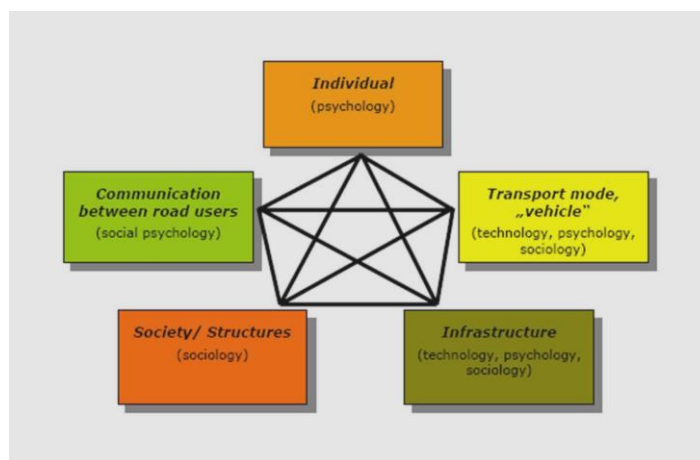 Individual
(psychology)
Communication
between road users
(social psychology)
Transport mode,
„vehicle“
(technology, psychology,
sociology)
Society/ Structures
(sociology)
Infrastructure
(technology, psychology,
sociology)